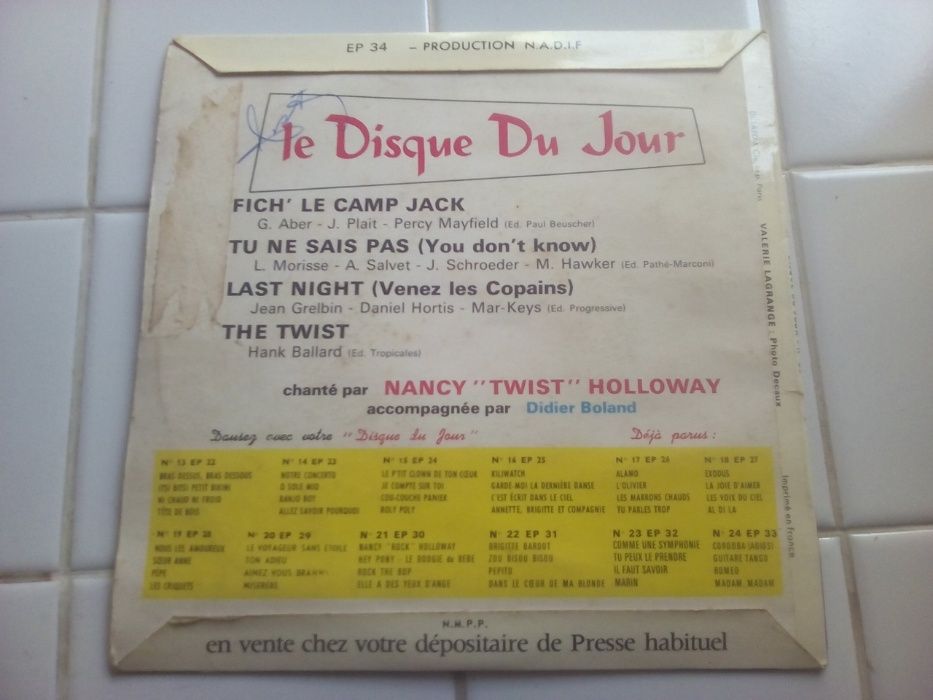 EP 34 – PRODUCTION N.A.D.I.F
le Disque Du Jour
FICH' LE CAMP JACK
G. Aber - J. Plait - Percy Mayfield (Ed. Paul Beuscher)
TU NE SAIS PAS (You don't know)
L. Morisse - A. Salvet - J. Schroeder - M. Hawker (Ed. Pathé-Marconi)
LAST NIGHT (Venez les Copains)
Jean Grelbin - Daniel Hortis - Mar-Keys (Ed. Progressive)
THE TWIST
Hank Ballard (Ed. Tropicales)
chanté par NANCY "TWIST" HOLLOWAY
accompagnée par Didier Boland
Dansez avec votre "Disque du Jour" Déjà parus :
N° 13 EP 22
BRAS DESSUS, BRAS DESSOUS
ITSI BITSI PETIT BIKINI
NI CHAUD NI FROID
TÊTE DE BOIS
N° 14 EP 23
NOTRE CONCERTO
O SOLE MIO
BANJO BOY
ALLEZ SAVOIR POURQUOI
N° 15 EP 24
LE P'TIT CLOWN DE TON CŒUR
JE COMPTE SUR TOI
COU-COUCHE PANIER
ROLY POLY
N° 16 EP 25
KILIWATCH
GARDE-MOI LA DERNIÈRE DANSE
C'EST ÉCRIT DANS LE CIEL
ANNETTE, BRIGITTE ET COMPAGNIE
N° 17 EP 26
ALAMO
L'OLIVIER
LES MARRONS CHAUDS
TU PARLES TROP
N° 18 EP 27
EXODUS
LA JOIE D'AIMER
LES VOIX DU CIEL
AL DI LA
N° 19 EP 28
NOUS LES AMOUREUX
SŒUR ANNE
PEPE
LES CRIQUETS
N° 20 EP 29
LE VOYAGEUR SANS ETOILE
TON ADIEU
AIMEZ-VOUS BRAHMS
MISERERE
N° 21 EP 30
NANCY "ROCK" HOLLOWAY
HEY PONY - LE BOOGIE du BEBE
ROCK THE BOP
ELLE A DES YEUX D'ANGE
N° 22 EP 31
BRIGITTE BARDOT
ZOU BISOU BISOU
PEPITO
DANS LE CŒUR DE MA BLONDE
N° 23 EP 32
COMME UNE SYMPHONIE
TU PEUX LE PRENDRE
IL FAUT SAVOIR
MARIN
N° 24 EP 33
CORDOBA (ADIOS)
GUITARE TANGO
ROMEO
MADAM, MADAM
N.M.P.P.
en vente chez votre dépositaire de Presse habituel
VALERIE LAGRANGE : Photo Decaux
Imprimé en France